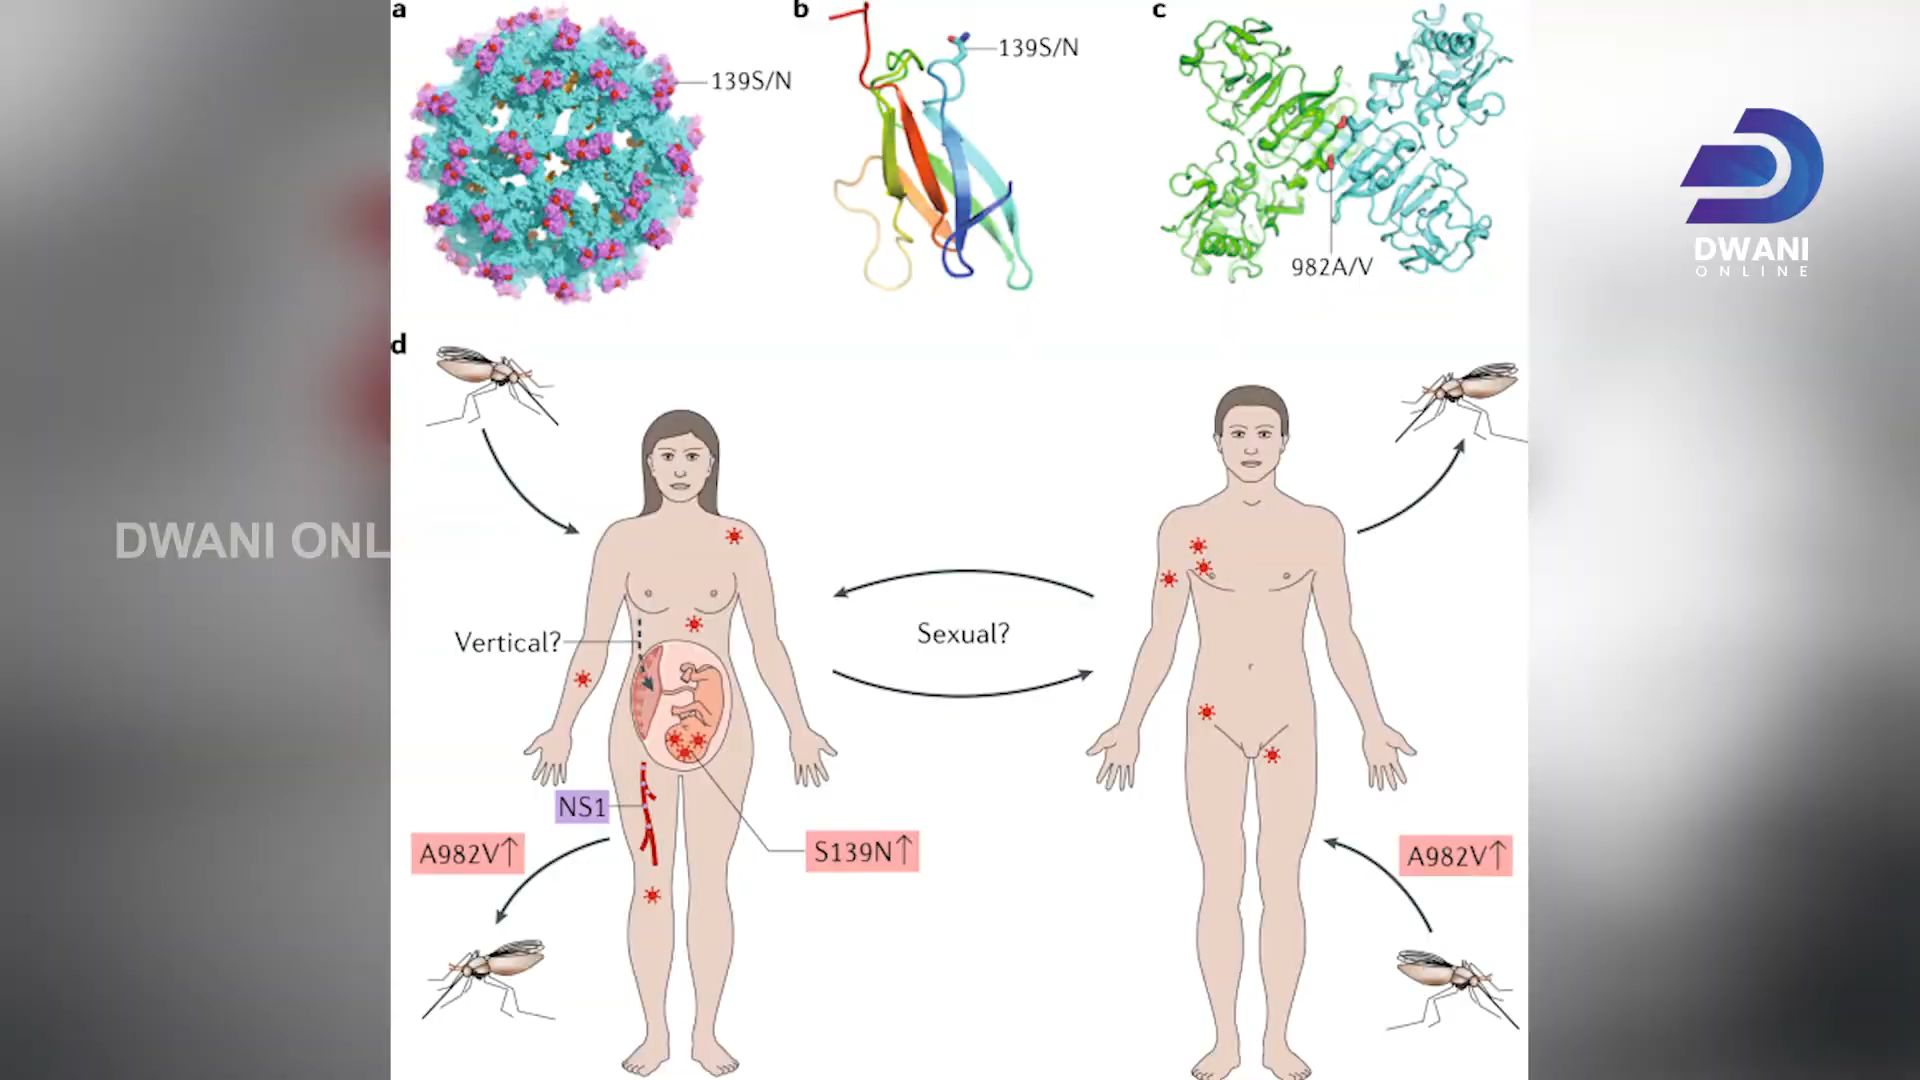 a
b
c
139S/N
139S/N
982A/V
DWANI
ONLINE
d
DWANI ONL
Vertical?
Sexual?
NS1
A982V↑
S139N↑
A982V↑